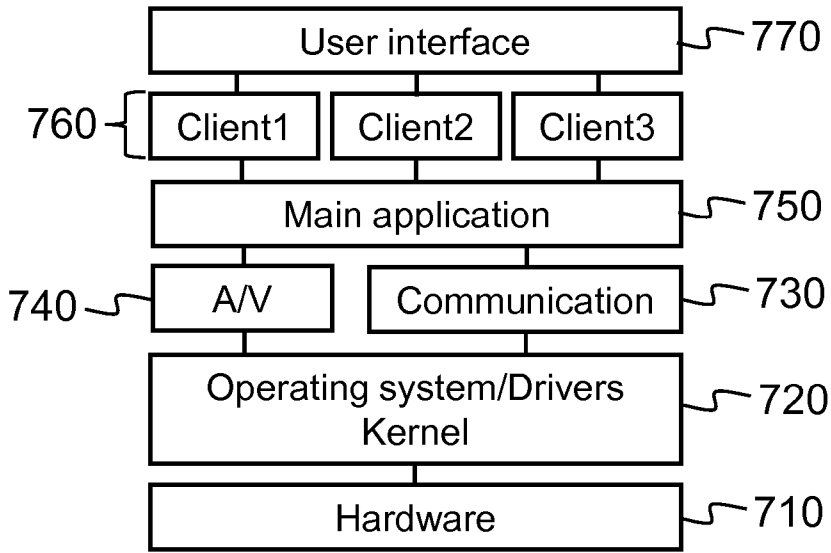 User interface
770
760
Client1
Client2
Client3
Main application
750
740
A/V
Communication
730
Operating system/Drivers
Kernel
720
Hardware
710